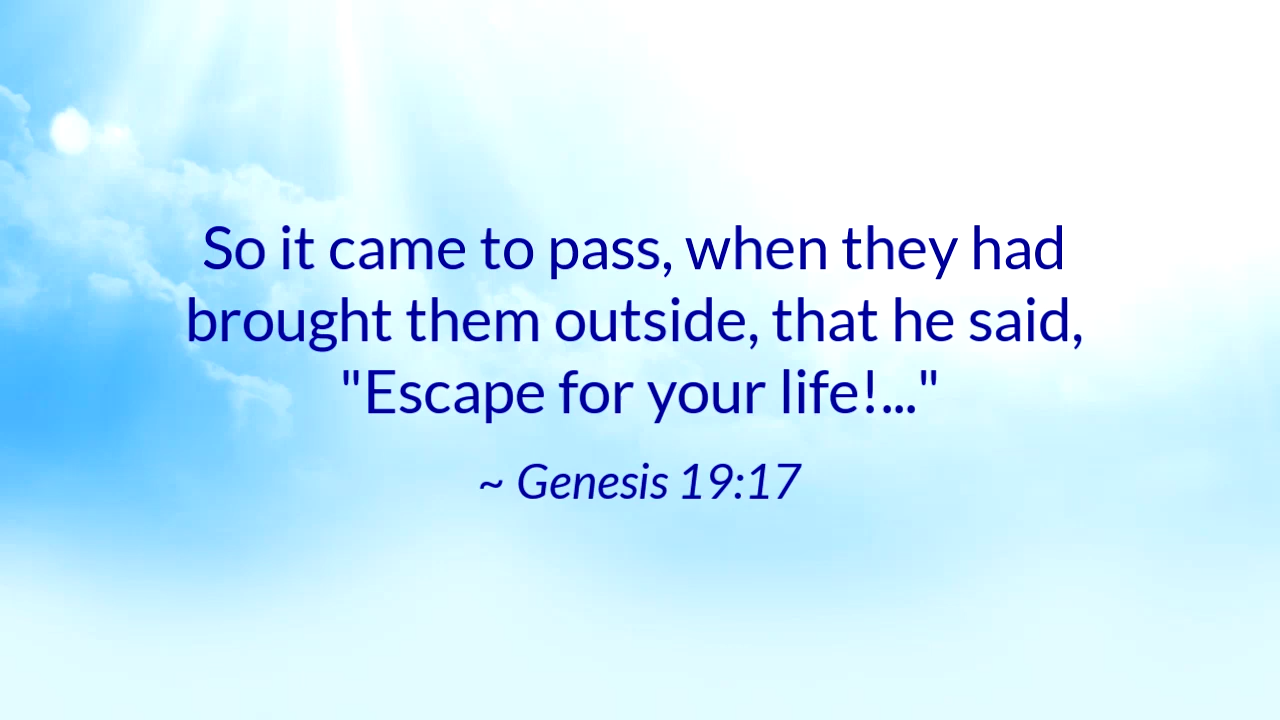 So it came to pass, when they had
brought them outside, that he said,
"Escape for your life!..."
~ Genesis 19:17